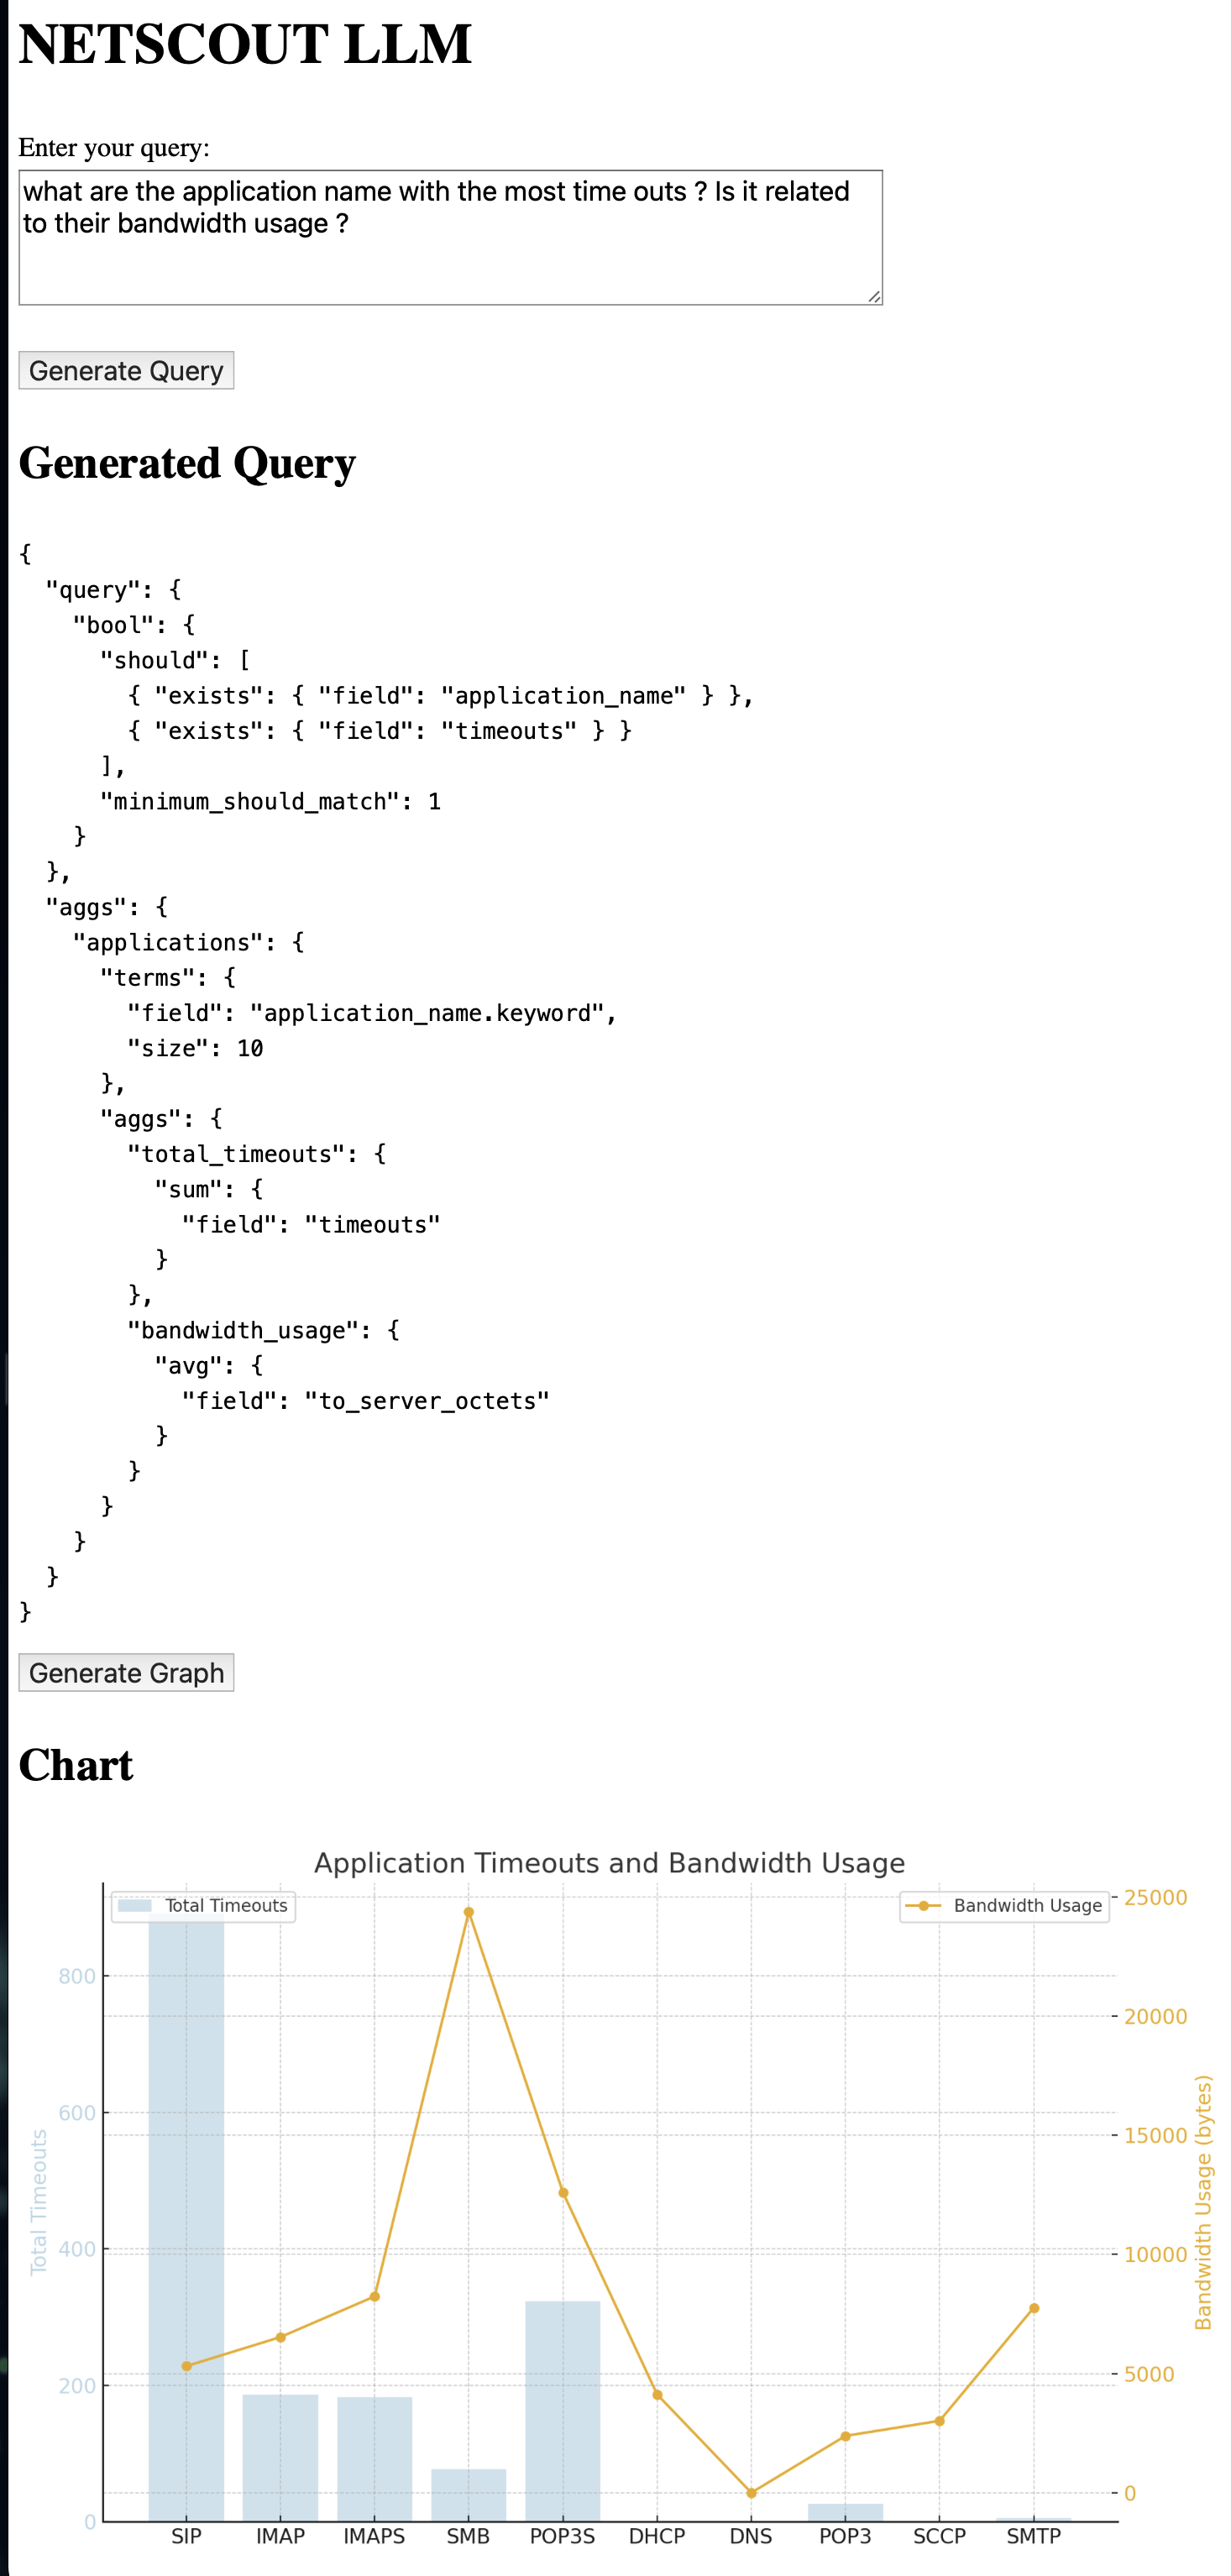 NETSCOUT LLM
Enter your query:
what are the application name with the most time outs ? Is it related
to their bandwidth usage ?
Generate Query
Generated Query
{
  "query": {
    "bool": {
      "should": [
        { "exists": { "field": "application_name" } },
        { "exists": { "field": "timeouts" } }
      ],
      "minimum_should_match": 1
    }
  },
  "aggs": {
    "applications": {
      "terms": {
        "field": "application_name.keyword",
        "size": 10
      },
      "aggs": {
        "total_timeouts": {
          "sum": {
            "field": "timeouts"
          }
        },
        "bandwidth_usage": {
          "avg": {
            "field": "to_server_octets"
          }
        }
      }
    }
  }
}
Generate Graph
Chart
Application Timeouts and Bandwidth Usage
Total Timeouts
Bandwidth Usage
800
600
400
200
0
Total Timeouts
25000
20000
15000
10000
5000
0
Bandwidth Usage (bytes)
SIP IMAP IMAPS SMB POP3S DHCP DNS POP3 SCCP SMTP